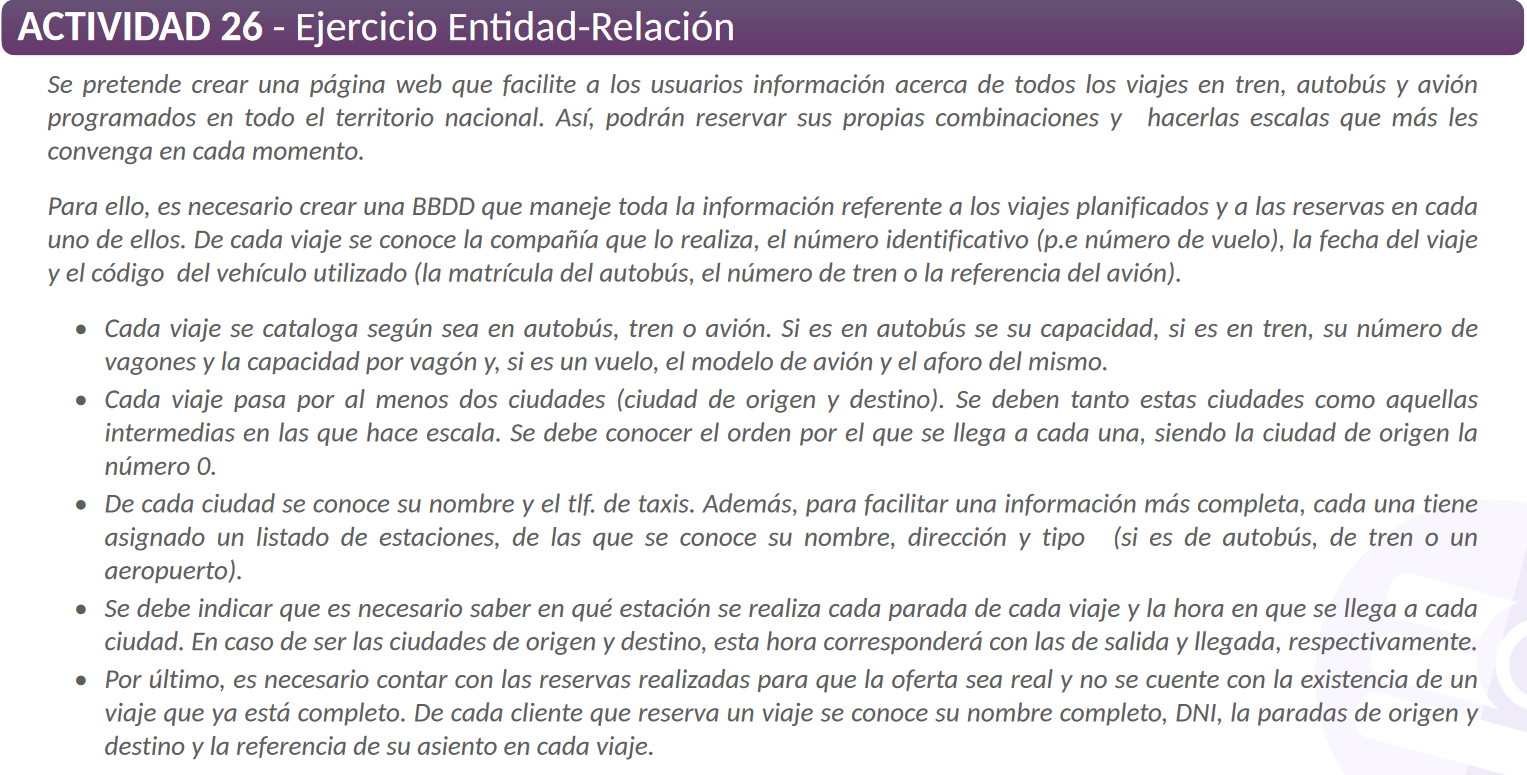 ACTIVIDAD 26 - Ejercicio Entidad-Relación
Se pretende crear una página web que facilite a los usuarios información acerca de todos los viajes en tren, autobús y avión
programados en todo el territorio nacional. Así, podrán reservar sus propias combinaciones y hacerlas escalas que más les
convenga en cada momento.
Para ello, es necesario crear una BBDD que maneje toda la información referente a los viajes planificados y a las reservas en cada
uno de ellos. De cada viaje se conoce la compañía que lo realiza, el número identificativo (p.e número de vuelo), la fecha del viaje
y el código del vehículo utilizado (la matrícula del autobús, el número de tren o la referencia del avión).
• Cada viaje se cataloga según sea en autobús, tren o avión. Si es en autobús se su capacidad, si es en tren, su número de
vagones y la capacidad por vagón y, si es un vuelo, el modelo de avión y el aforo del mismo.
• Cada viaje pasa por al menos dos ciudades (ciudad de origen y destino). Se deben tanto estas ciudades como aquellas
intermedias en las que hace escala. Se debe conocer el orden por el que se llega a cada una, siendo la ciudad de origen la
número 0.
• De cada ciudad se conoce su nombre y el tlf. de taxis. Además, para facilitar una información más completa, cada una tiene
asignado un listado de estaciones, de las que se conoce su nombre, dirección y tipo (si es de autobús, de tren o un
aeropuerto).
• Se debe indicar que es necesario saber en qué estación se realiza cada parada de cada viaje y la hora en que se llega a cada
ciudad. En caso de ser las ciudades de origen y destino, esta hora corresponderá con las de salida y llegada, respectivamente.
• Por último, es necesario contar con las reservas realizadas para que la oferta sea real y no se cuente con la existencia de un
viaje que ya está completo. De cada cliente que reserva un viaje se conoce su nombre completo, DNI, la paradas de origen y
destino y la referencia de su asiento en cada viaje.